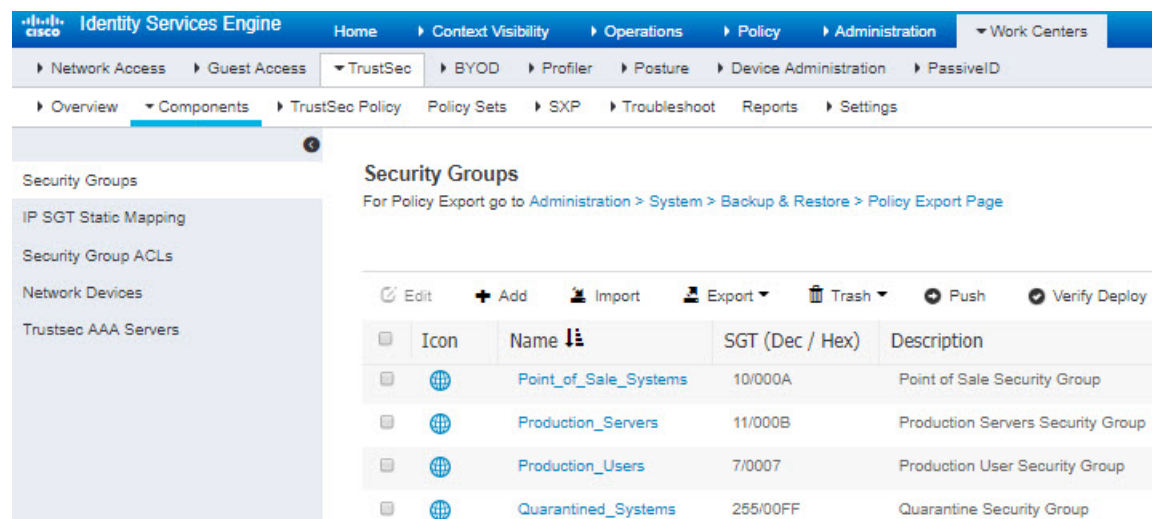 cisco Identity Services Engine Home Context Visibility Operations Policy Administration Work Centers
Network Access Guest Access TrustSec BYOD Profiler Posture Device Administration PassiveID
Overview Components TrustSec Policy Policy Sets SXP Troubleshoot Reports Settings
Security Groups
IP SGT Static Mapping
Security Group ACLs
Network Devices
Trustsec AAA Servers
Security Groups
For Policy Export go to Administration > System > Backup & Restore > Policy Export Page
Edit Add Import Export Trash Push Verify Deploy
Icon Name SGT (Dec / Hex) Description
Point_of_Sale_Systems 10/000A Point of Sale Security Group
Production_Servers 11/000B Production Servers Security Group
Production_Users 7/0007 Production User Security Group
Quarantined_Systems 255/00FF Quarantine Security Group